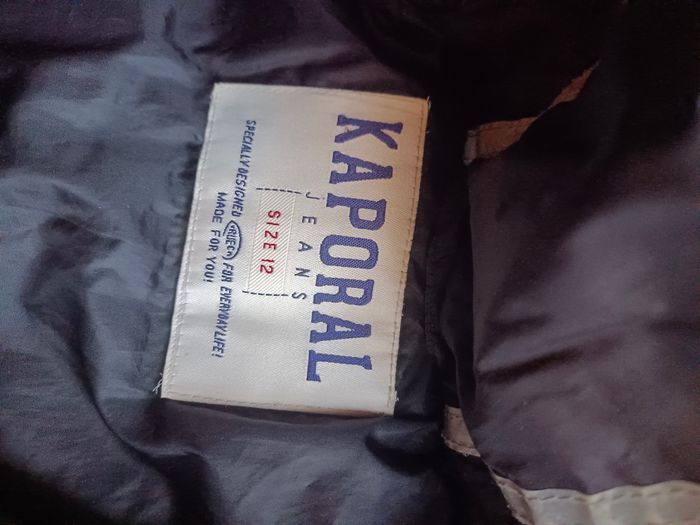 KAPORAL
JEANS
SIZE 12
SPECIALLY DESIGNED FOR EVERYDAY LIFE!
MADE FOR YOU!